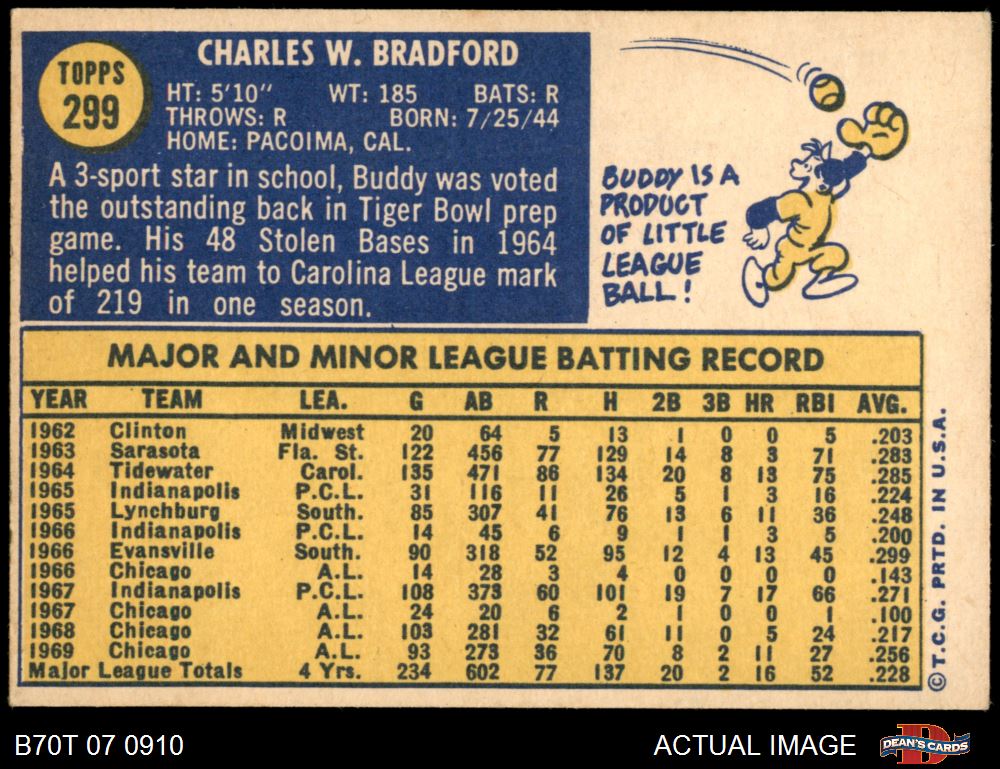 TOPPS
299
CHARLES W. BRADFORD
HT: 5'10" WT: 185 BATS: R
THROWS: R BORN: 7/25/44
HOME: PACOIMA, CAL.
A 3-sport star in school, Buddy was voted
the outstanding back in Tiger Bowl prep
game. His 48 Stolen Bases in 1964
helped his team to Carolina League mark
of 219 in one season.
BUDDY IS A
PRODUCT
OF LITTLE
LEAGUE
BALL!
MAJOR AND MINOR LEAGUE BATTING RECORD
YEAR TEAM LEA. G AB R H 2B 3B HR RBI AVG.
1962 Clinton Midwest 20 64 5 13 1 0 0 5 .203
1963 Sarasota Fla. St. 122 456 77 129 14 8 3 71 .283
1964 Tidewater Carol. 135 471 86 134 20 8 13 75 .285
1965 Indianapolis P.C.L. 31 116 11 26 5 1 3 16 .224
1965 Lynchburg South. 85 307 41 76 13 6 11 36 .248
1966 Indianapolis P.C.L. 14 45 6 9 1 1 3 5 .200
1966 Evansville South. 90 318 52 95 12 4 13 45 .299
1966 Chicago A.L. 14 28 3 4 0 0 0 0 .143
1967 Indianapolis P.C.L. 108 373 60 101 19 7 17 66 .271
1967 Chicago A.L. 24 20 6 2 1 0 0 1 .100
1968 Chicago A.L. 103 281 32 61 11 0 5 24 .217
1969 Chicago A.L. 93 273 36 70 8 2 11 27 .256
Major League Totals 4 Yrs. 234 602 77 137 20 2 16 52 .228
© T.C.G. PRTD. IN U.S.A.
B70T 07 0910
ACTUAL IMAGE
DEAN'S CARDS